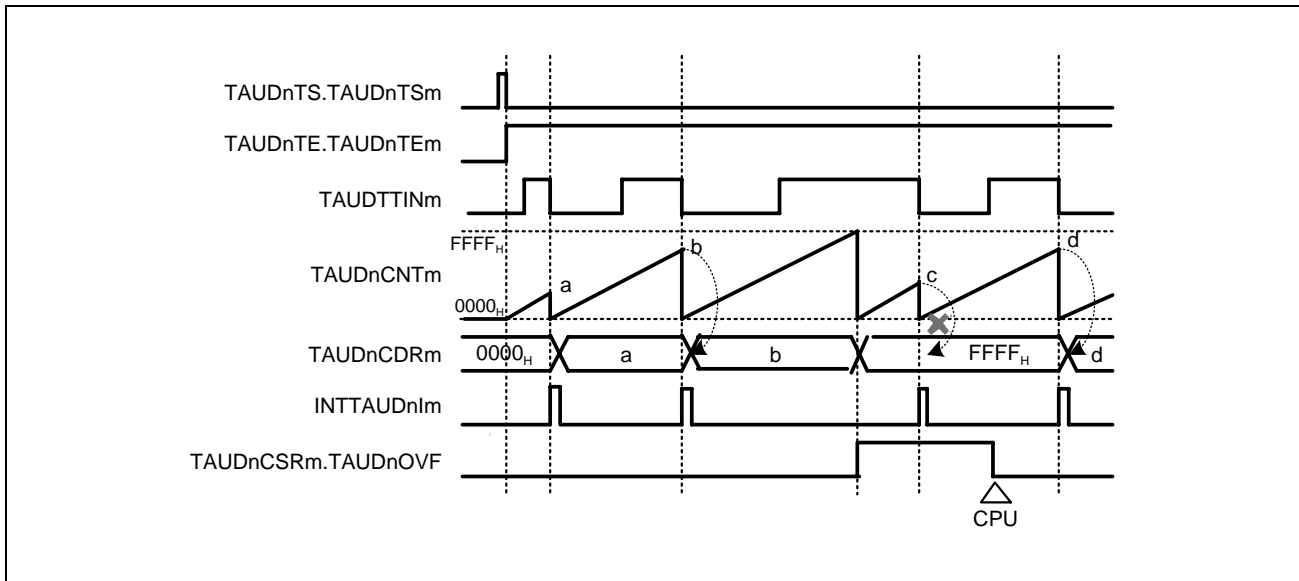 TAUDnTS.TAUDnTSm
TAUDnTE.TAUDnTEm
TAUDTTINm
FFFFH
b
d
TAUDnCNTm
a
c
0000H
TAUDnCDRm
0000H
a
b
FFFFH
d
INTTAUDnIm
TAUDnCSRm.TAUDnOVF
CPU